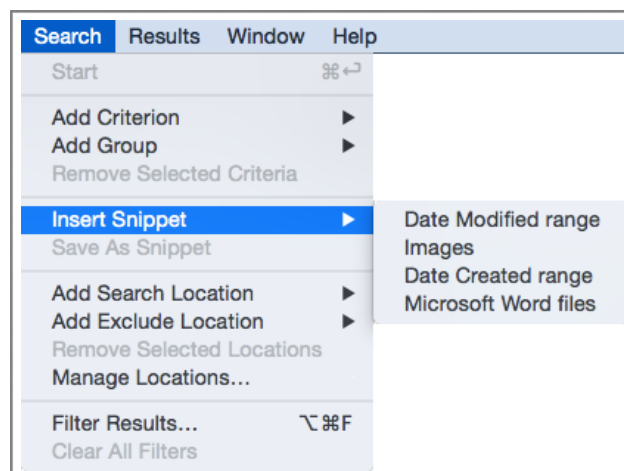 Search Results Window Help
Start ⌘↩
Add Criterion ▶
Add Group ▶
Remove Selected Criteria
Insert Snippet ▶
Save As Snippet
Date Modified range
Images
Date Created range
Microsoft Word files
Add Search Location ▶
Add Exclude Location ▶
Remove Selected Locations
Manage Locations...
Filter Results... ⌥⌘F
Clear All Filters